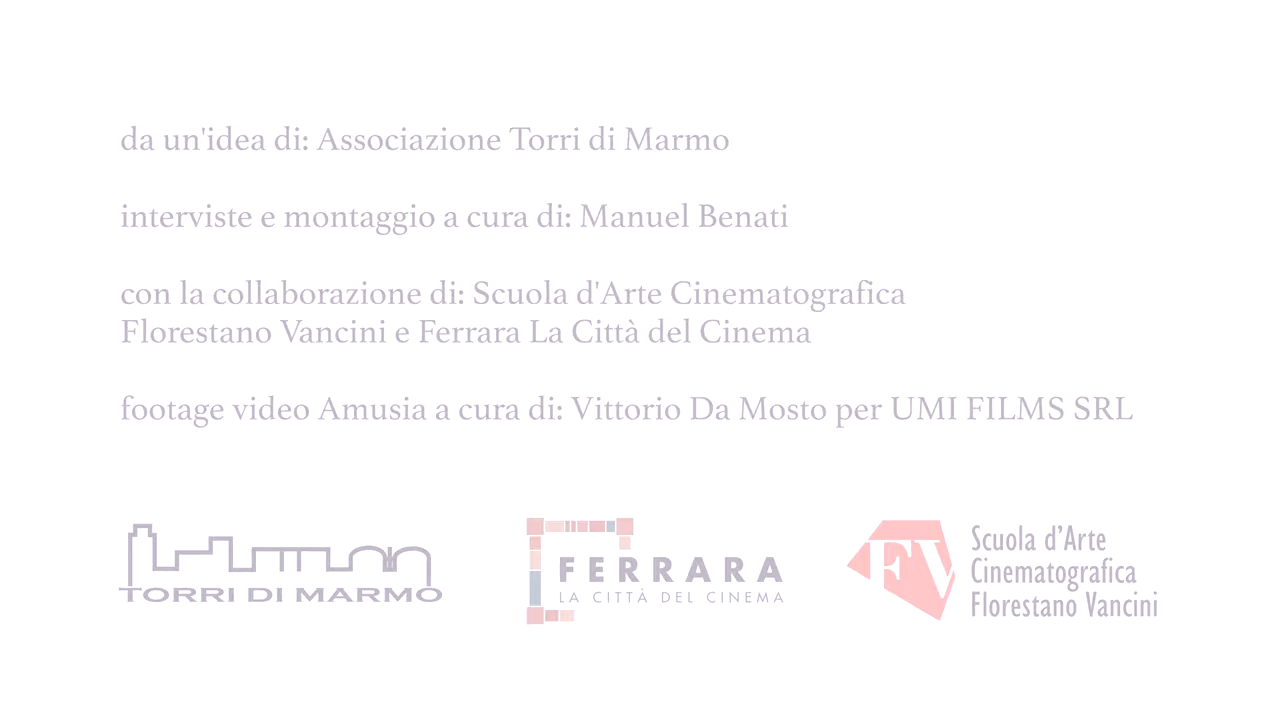 da un'idea di: Associazione Torri di Marmo
interviste e montaggio a cura di: Manuel Benati
con la collaborazione di: Scuola d'Arte Cinematografica
Florestano Vancini e Ferrara La Città del Cinema
footage video Amusia a cura di: Vittorio Da Mosto per UMI FILMS SRL
TORRI DI MARMO
FERRARA
LA CITTÀ DEL CINEMA
FV
Scuola d'Arte
Cinematografica
Florestano Vancini